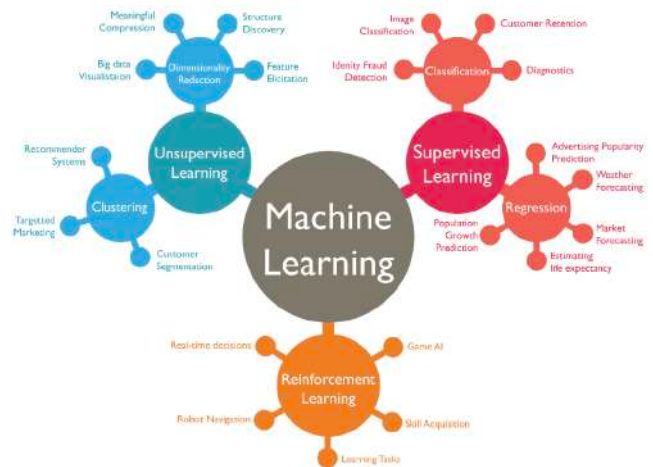 Meaningful
Compression
Structure
Discovery
Big data
Visualistaion
Dimensionality
Reduction
Feature
Elicitation
Recommender
Systems
Unsupervised
Learning
Clustering
Targetted
Marketing
Customer
Segmentation
Machine
Learning
Image
Classification
Customer Retention
Idenity Fraud
Detection
Classification
Diagnostics
Supervised
Learning
Advertising Popularity
Prediction
Weather
Forecasting
Regression
Population
Growth
Prediction
Market
Forecasting
Estimating
life expectancy
Real-time decisions
Game AI
Reinforcement
Learning
Robot Navigation
Skill Acquisition
Learning Tasks